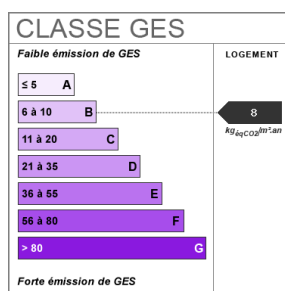 CLASSE GES
Faible émission de GES
LOGEMENT
≤ 5 A
6 à 10 B
8
11 à 20 C
kgéqCO2/m².an
21 à 35 D
36 à 55 E
56 à 80 F
> 80 G
Forte émission de GES